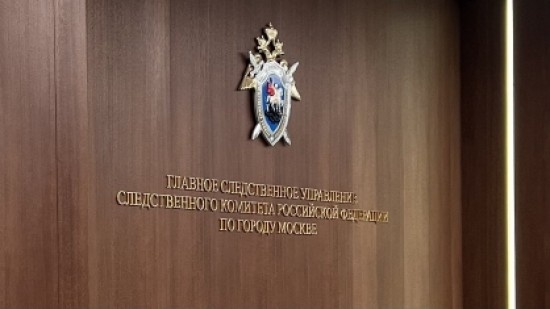 ГЛАВНОЕ СЛЕДСТВЕННОЕ УПРАВЛЕНИЕ
СЛЕДСТВЕННОГО КОМИТЕТА РОССИЙСКОЙ ФЕДЕРАЦИИ
ПО ГОРОДУ МОСКВЕ